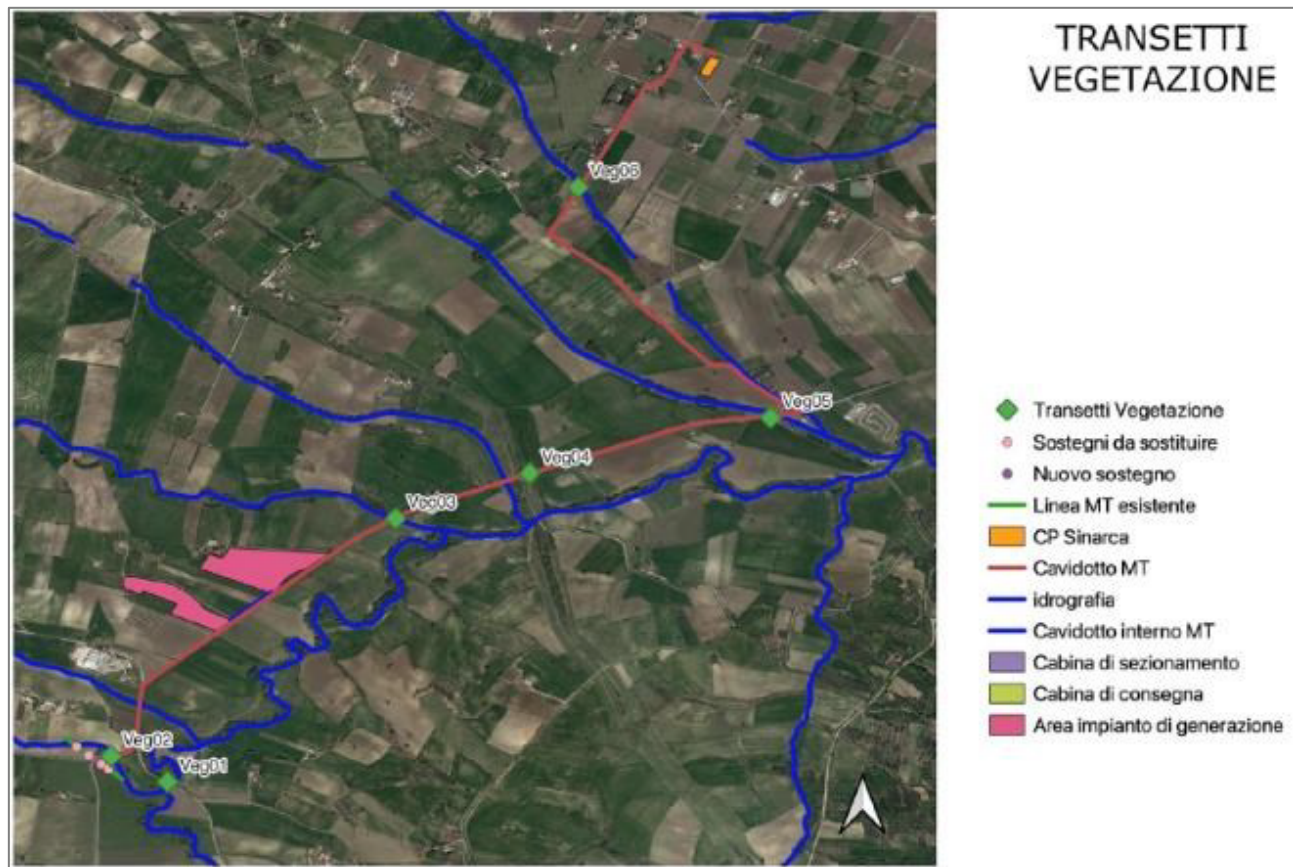 TRANSETTI
VEGETAZIONE
Veg06
Veg05
Veg04
Veg03
Veg02
Veg01
Transetti Vegetazione
Sostegni da sostituire
Nuovo sostegno
Linea MT esistente
CP Sinarca
Cavidotto MT
idrografia
Cavidotto interno MT
Cabina di sezionamento
Cabina di consegna
Area impianto di generazione